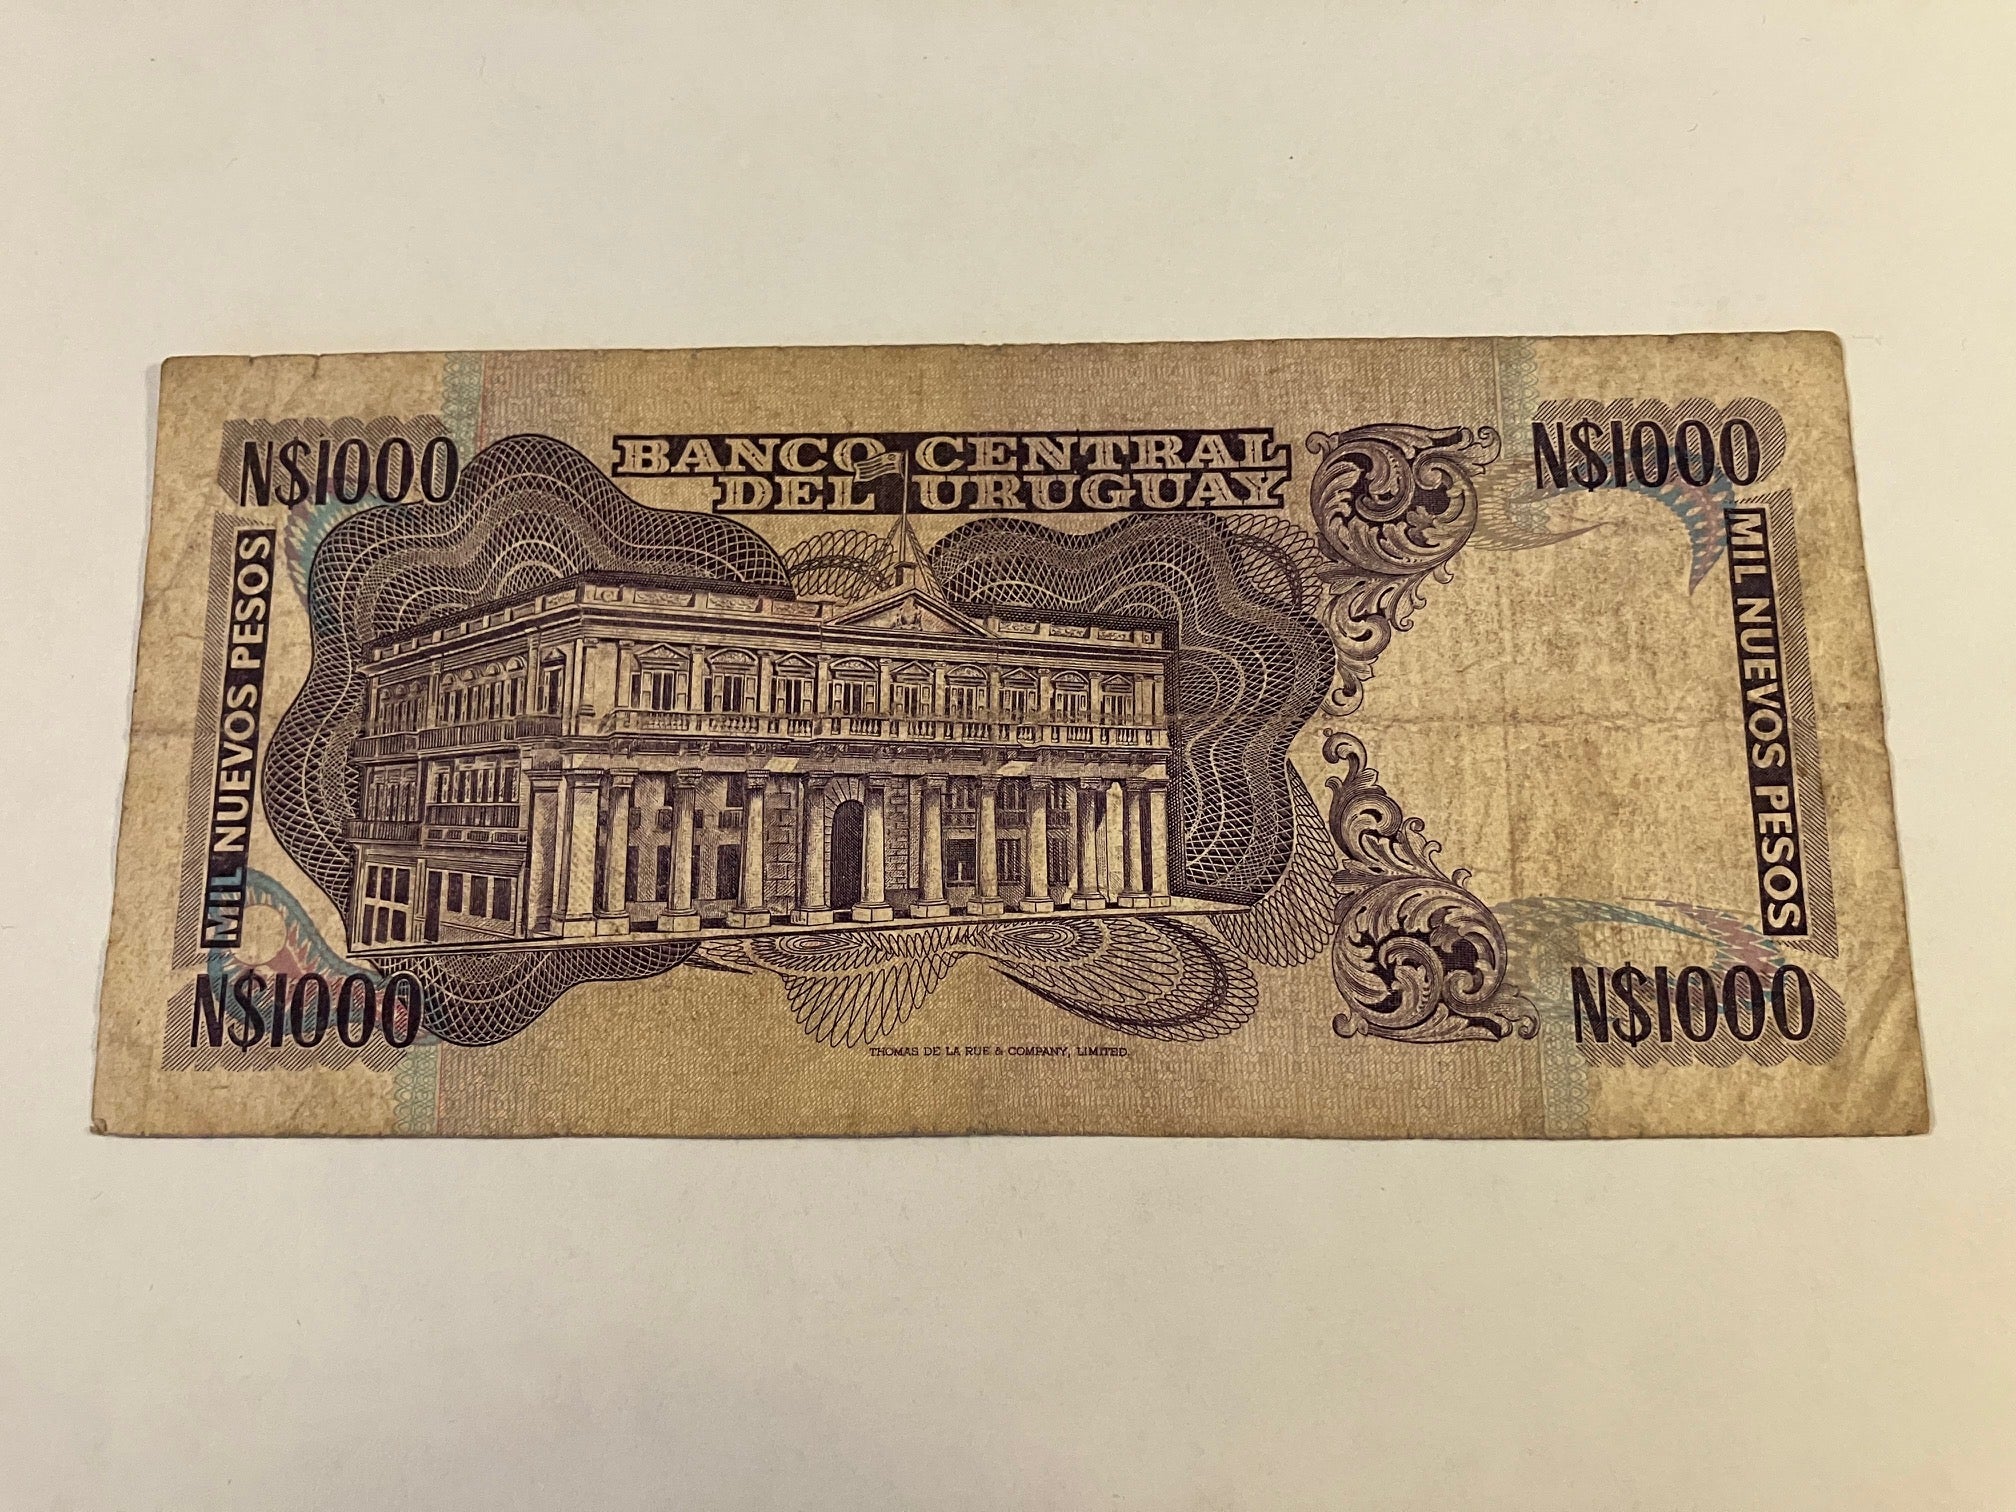 N$1000
BANCO CENTRAL
DEL URUGUAY
N$1000
MIL NUEVOS PESOS
MIL NUEVOS PESOS
N$1000
N$1000
THOMAS DE LA RUE & COMPANY, LIMITED.